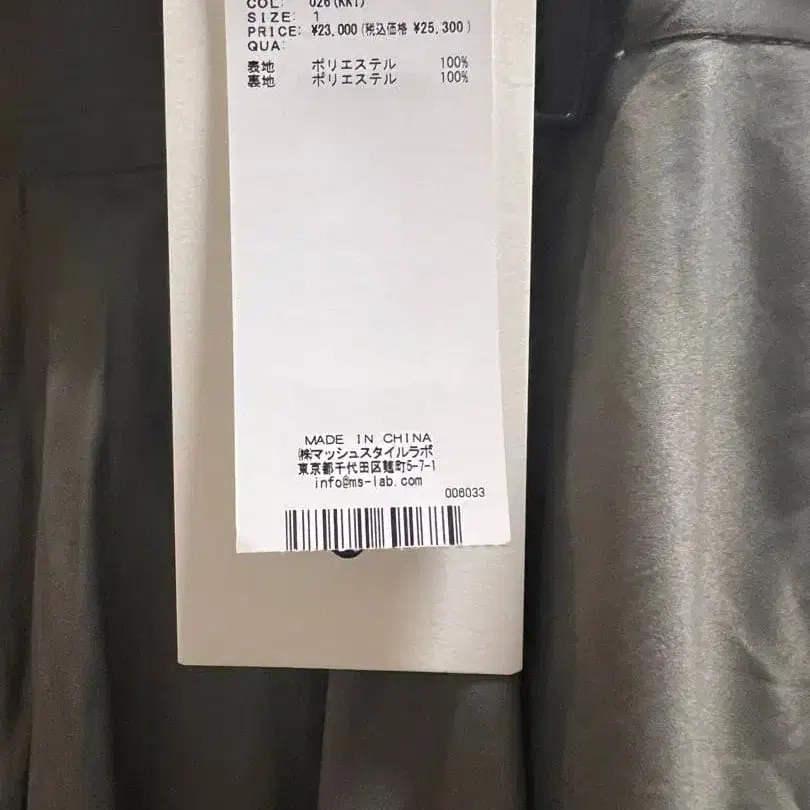 COL: 026(KKI)
SIZE: 1
PRICE: ¥23,000(税込価格 ¥25,300)
QUA:
表地 ポリエステル 100%
裏地 ポリエステル 100%
MADE IN CHINA
㈱マッシュスタイルラボ
東京都千代田区麹町5-7-1
info@ms-lab.com
006033